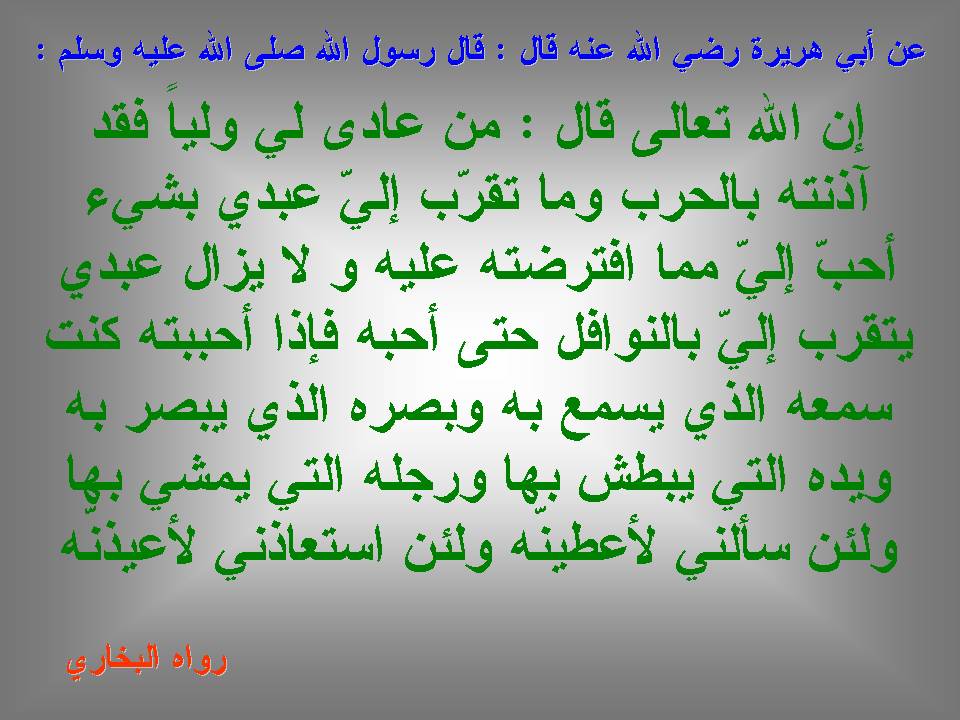 عن أبي هريرة رضي الله عنه قال : قال رسول الله صلى الله عليه وسلم :
إن الله تعالى قال : من عادى لي ولياً فقد
آذنته بالحرب وما تقرّب إليّ عبدي بشيء
أحبّ إليّ مما افترضته عليه و لا يزال عبدي
يتقرب إليّ بالنوافل حتى أحبه فإذا أحببته كنت
سمعه الذي يسمع به وبصره الذي يبصر به
ويده التي يبطش بها ورجله التي يمشي بها
ولئن سألني لأعطينّه ولئن استعاذني لأعيذنّه
رواه البخاري